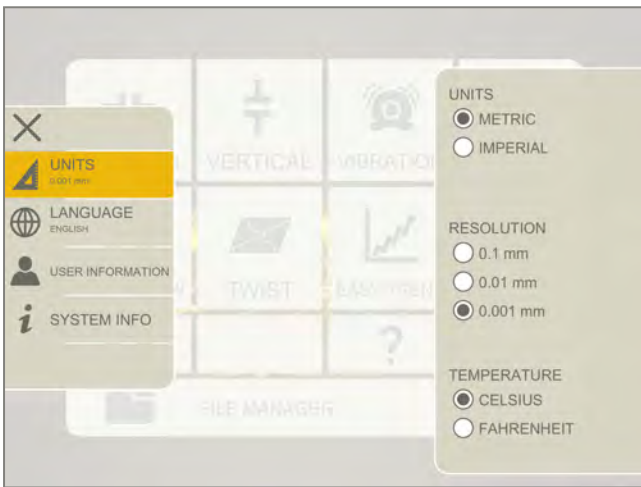 UNITS
0.001 mm
LANGUAGE
ENGLISH
USER INFORMATION
i SYSTEM INFO
VERTICAL
TWIST
?
FILE MANAGER
UNITS
METRIC
IMPERIAL
RESOLUTION
0.1 mm
0.01 mm
0.001 mm
TEMPERATURE
CELSIUS
FAHRENHEIT